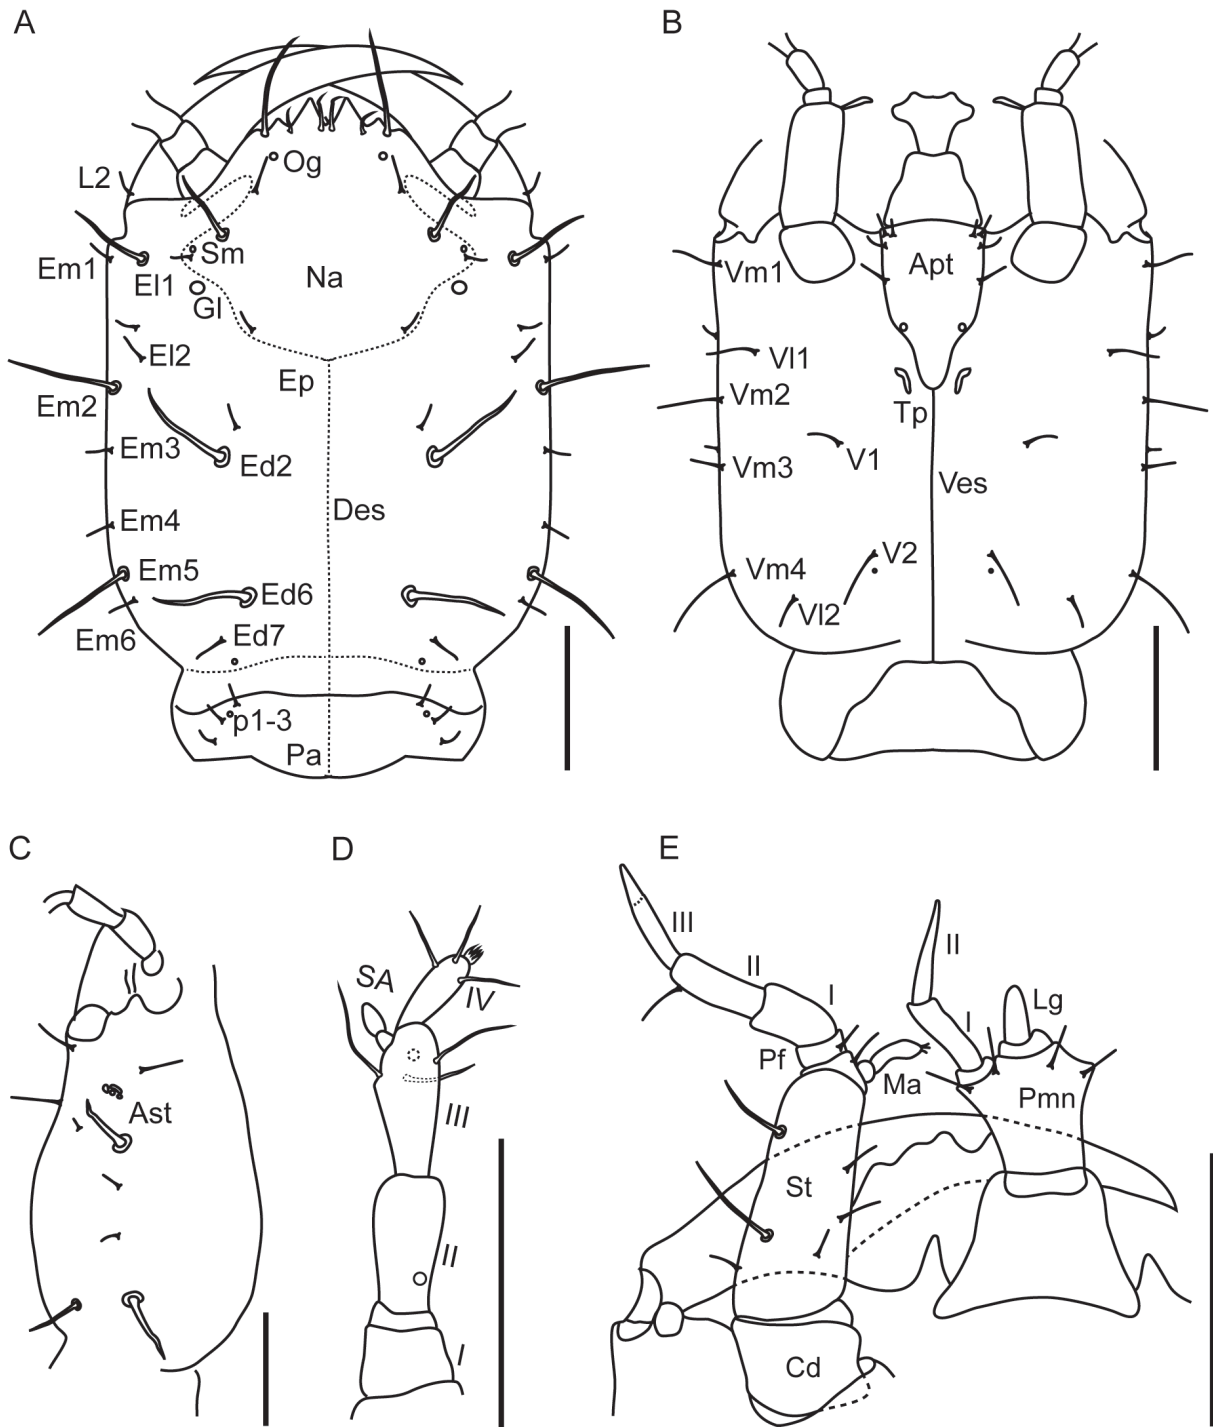 A
B
Og
L2
Sm
Em1
El1
Na
Gl
El2
Ep
Em2
Em3
Ed2
Des
Em4
Em5
Ed6
Em6
Ed7
p1-3
Pa
Apt
Vm1
Vl1
Vm2
Tp
V1
Vm3
Ves
V2
Vm4
Vl2
C
D
E
Ast
SA
IV
III
II
I
III
II
I
II
I
Lg
Pf
Ma
Pmn
St
Cd